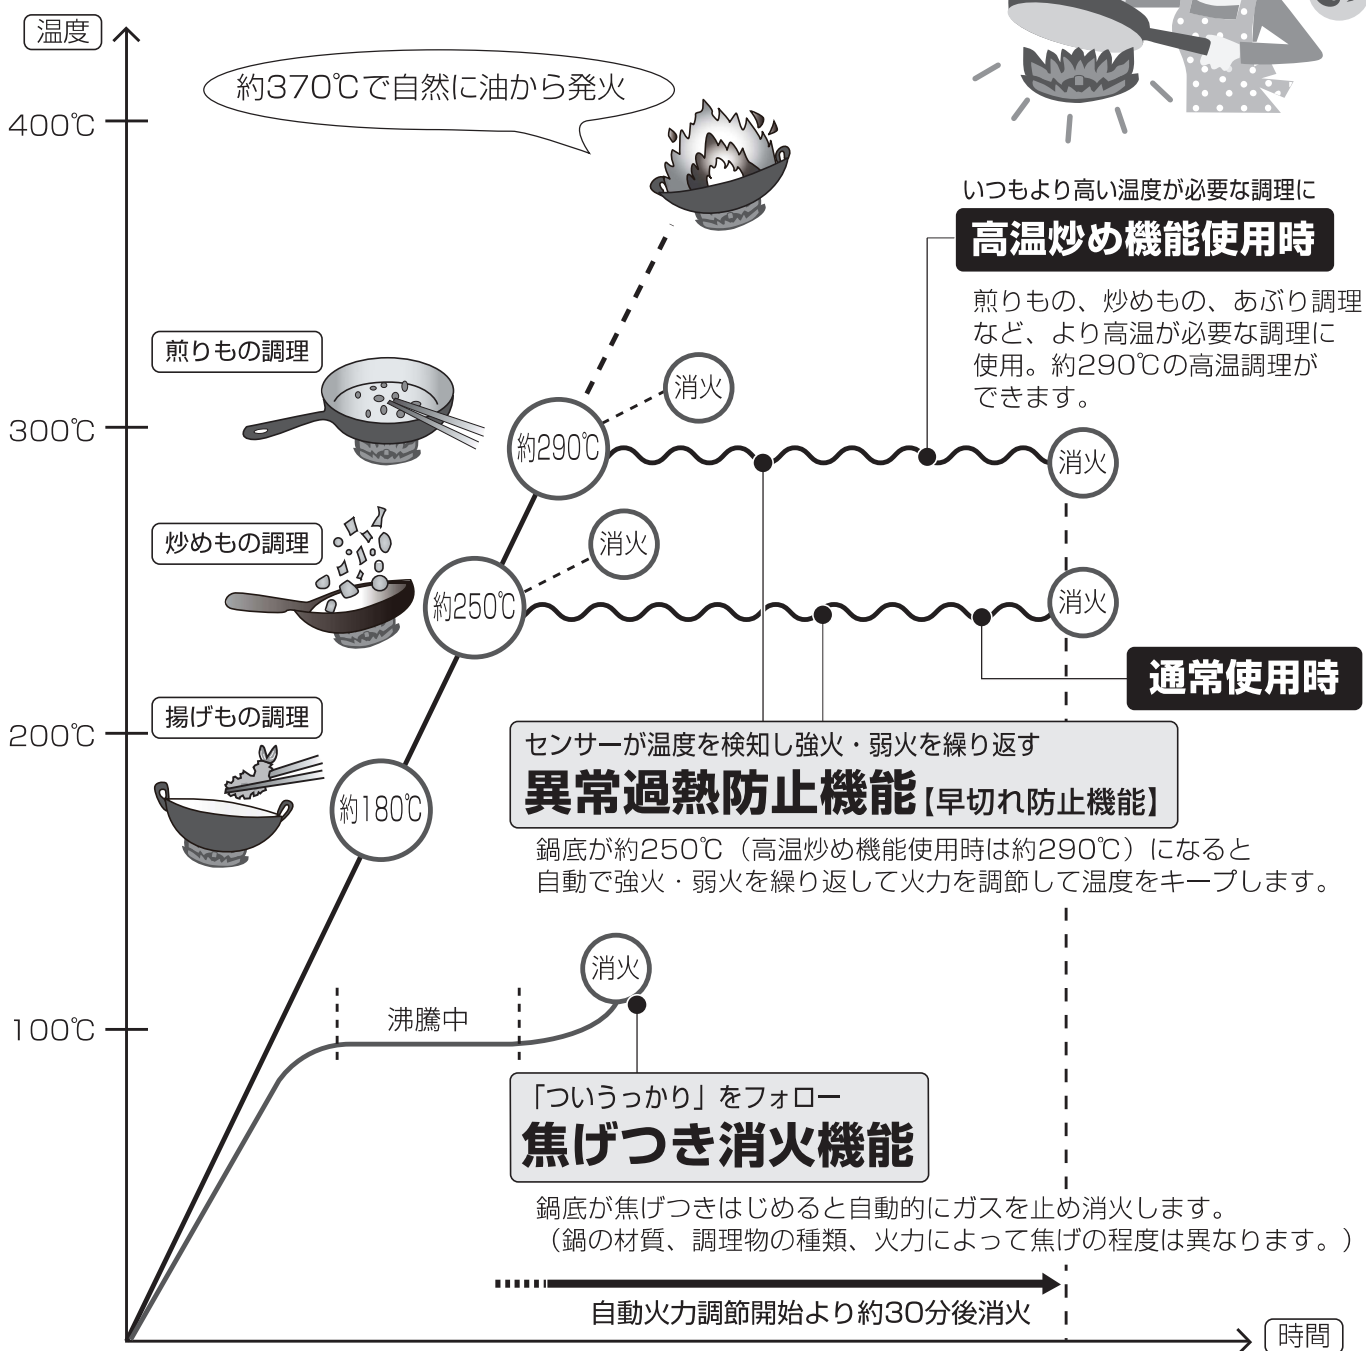 温度
約370℃で自然に油から発火
400℃
いつもより高い温度が必要な調理に
高温炒め機能使用時
煎りもの、炒めもの、あぶり調理
など、より高温が必要な調理に
使用。約290℃の高温調理が
できます。
煎りもの調理
消火
300℃
約290℃
消火
炒めもの調理
消火
約250℃
消火
通常使用時
揚げもの調理
200℃
約180℃
センサーが温度を検知し強火・弱火を繰り返す
異常過熱防止機能【早切れ防止機能】
鍋底が約250℃（高温炒め機能使用時は約290℃）になると
自動で強火・弱火を繰り返して火力を調節して温度をキープします。
消火
沸騰中
100℃
「ついうっかり」をフォロー
焦げつき消火機能
鍋底が焦げつきはじめると自動的にガスを止め消火します。
（鍋の材質、調理物の種類、火力によって焦げの程度は異なります。）
自動火力調節開始より約30分後消火
時間